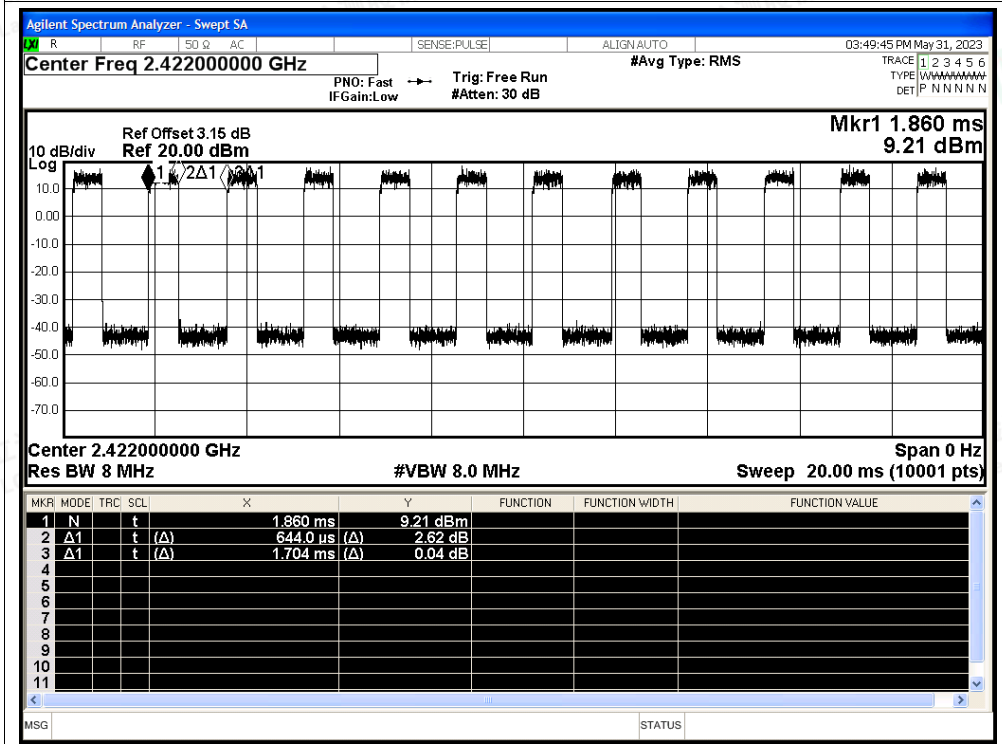 Agilent Spectrum Analyzer - Swept SA
LXI R RF 50 Ω AC SENSE:PULSE ALIGN AUTO 03:49:45 PM May 31, 2023
Center Freq 2.422000000 GHz #Avg Type: RMS TRACE 1 2 3 4 5 6
PNO: Fast Trig: Free Run TYPE WWWWWW
IFGain:Low #Atten: 30 dB DET P N N N N N
Mkr1 1.860 ms
Ref Offset 3.15 dB
10 dB/div Ref 20.00 dBm 9.21 dBm
Log
1 2Δ1 3Δ1
10.0
0.00
-10.0
-20.0
-30.0
-40.0
-50.0
-60.0
-70.0
Center 2.422000000 GHz Span 0 Hz
Res BW 8 MHz #VBW 8.0 MHz Sweep 20.00 ms (10001 pts)
MKR MODE TRC SCL X Y FUNCTION FUNCTION WIDTH FUNCTION VALUE
1 N t 1.860 ms 9.21 dBm
2 Δ1 t (Δ) 644.0 µs (Δ) 2.62 dB
3 Δ1 t (Δ) 1.704 ms (Δ) 0.04 dB
4
5
6
7
8
9
10
11
MSG STATUS